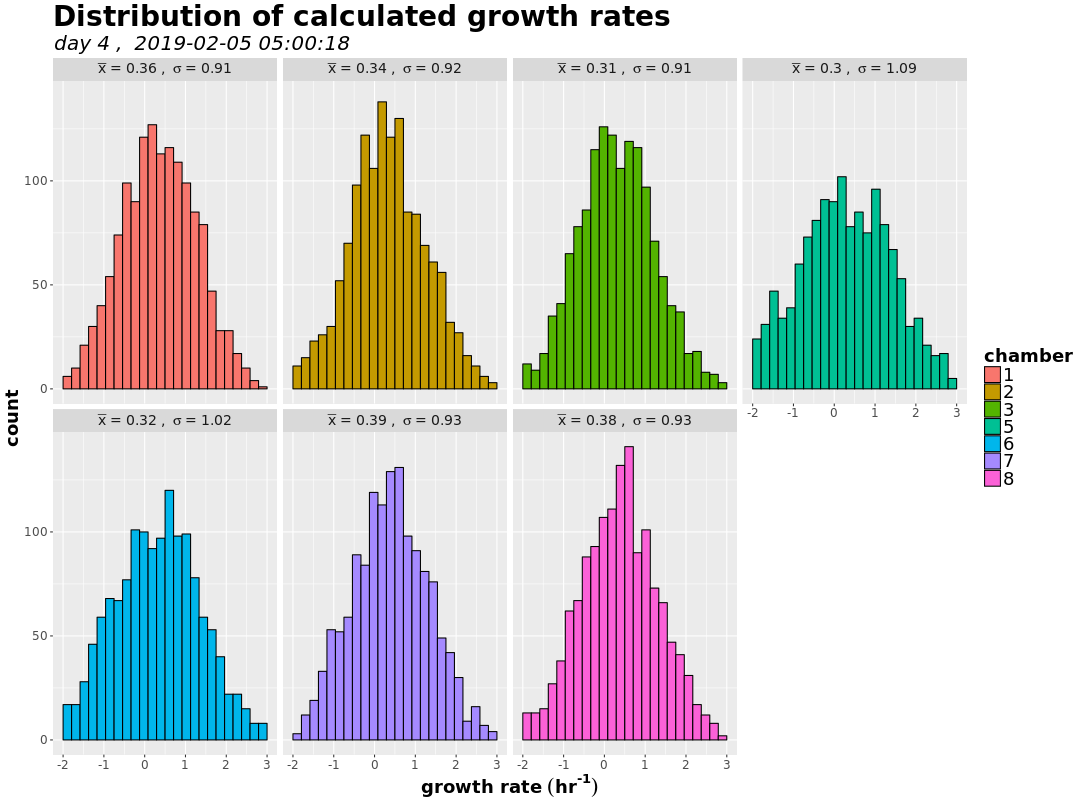 Distribution of calculated growth rates
day 4 ,  2019-02-05 05:00:18
x̅ = 0.36 ,  σ = 0.91
x̅ = 0.34 ,  σ = 0.92
x̅ = 0.31 ,  σ = 0.91
x̅ = 0.3 ,  σ = 1.09
100
50
0
-2 -1 0 1 2 3
x̅ = 0.32 ,  σ = 1.02
x̅ = 0.39 ,  σ = 0.93
x̅ = 0.38 ,  σ = 0.93
100
50
0
-2 -1 0 1 2 3
-2 -1 0 1 2 3
-2 -1 0 1 2 3
count
growth rate (hr⁻¹)
chamber
1
2
3
5
6
7
8